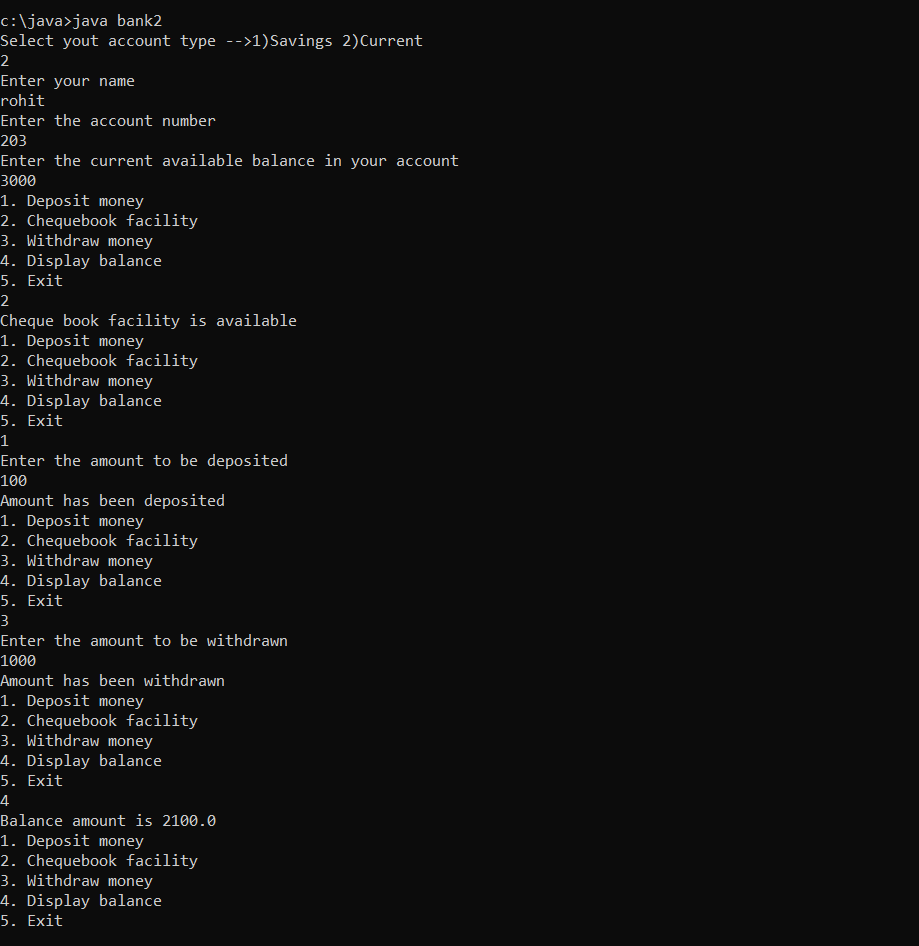 c:\java>java bank2
Select yout account type -->1)Savings 2)Current
2
Enter your name
rohit
Enter the account number
203
Enter the current available balance in your account
3000
1. Deposit money
2. Chequebook facility
3. Withdraw money
4. Display balance
5. Exit
2
Cheque book facility is available
1. Deposit money
2. Chequebook facility
3. Withdraw money
4. Display balance
5. Exit
1
Enter the amount to be deposited
100
Amount has been deposited
1. Deposit money
2. Chequebook facility
3. Withdraw money
4. Display balance
5. Exit
3
Enter the amount to be withdrawn
1000
Amount has been withdrawn
1. Deposit money
2. Chequebook facility
3. Withdraw money
4. Display balance
5. Exit
4
Balance amount is 2100.0
1. Deposit money
2. Chequebook facility
3. Withdraw money
4. Display balance
5. Exit